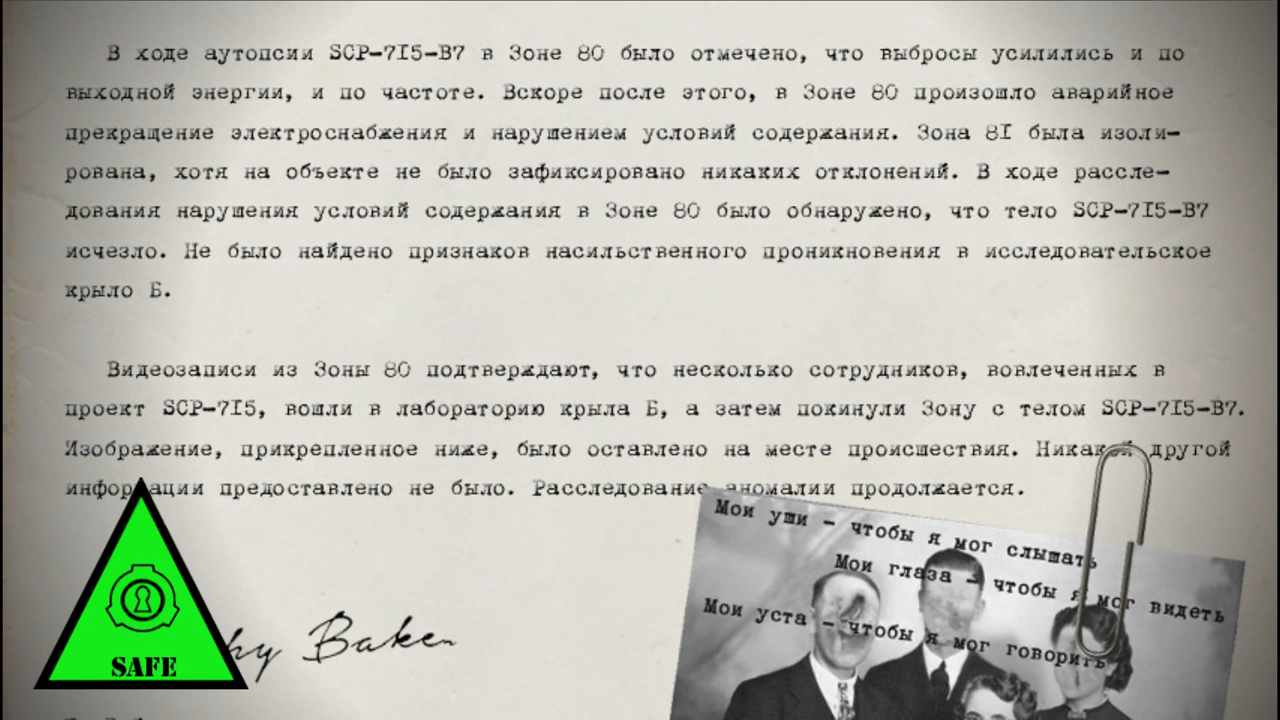 В ходе аутопсии SCP-7I5-B7 в Зоне 80 было отмечено, что выбросы усилились и по
выходной энергии, и по частоте. Вскоре после этого, в Зоне 80 произошло аварийное
прекращение электроснабжения и нарушением условий содержания. Зона 8I была изоли-
рована, хотя на объекте не было зафиксировано никаких отклонений. В ходе рассле-
дования нарушения условий содержания в Зоне 80 было обнаружено, что тело SCP-7I5-B7
исчезло. Не было найдено признаков насильственного проникновения в исследовательское
крыло Б.
Видеозаписи из Зоны 80 подтверждают, что несколько сотрудников, вовлеченных в
проект SCP-7I5, вошли в лабораторию крыла Б, а затем покинули Зону с телом SCP-7I5-B7.
Изображение, прикрепленное ниже, было оставлено на месте происшествия. Никакой другой
информации предоставлено не было. Расследование аномалии продолжается.
Мои уши - чтобы я мог слышать
Мои глаза - чтобы я мог видеть
Мои уста - чтобы я мог говорить
Baker
SAFE